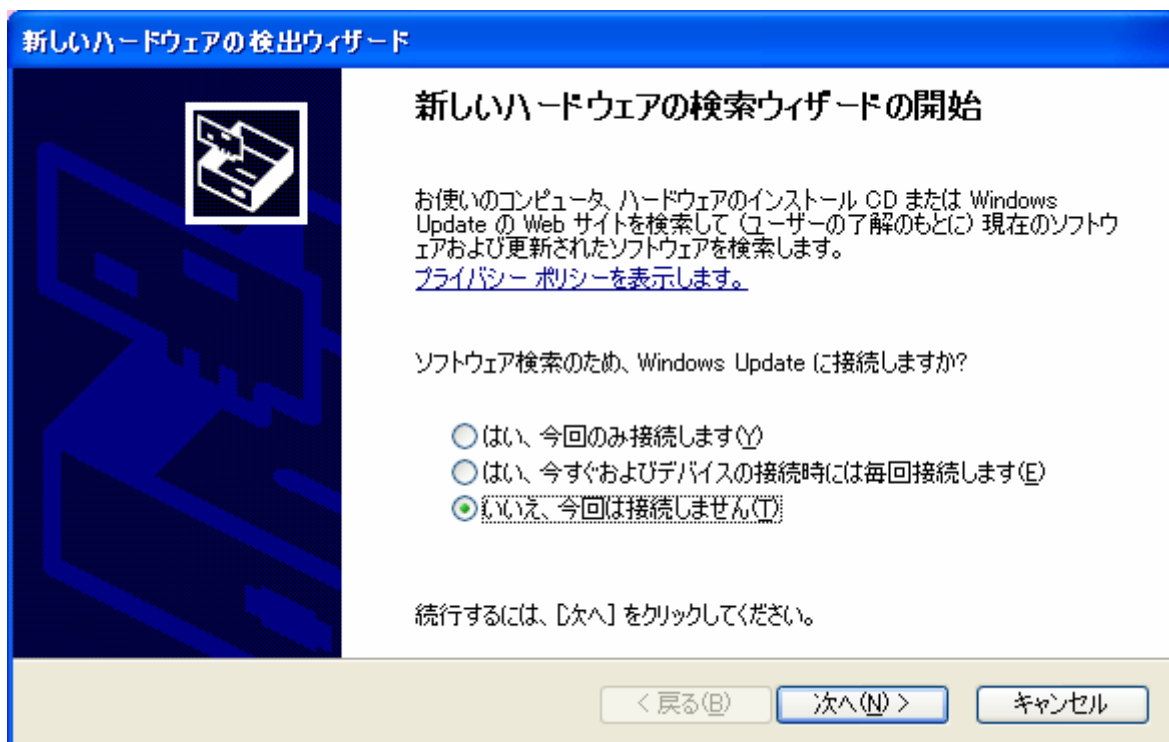 新しいハードウェアの検出ウィザード
新しいハードウェアの検索ウィザードの開始
お使いのコンピュータ、ハードウェアのインストール CD または Windows
Update の Web サイトを検索して (ユーザーの了解のもとに) 現在のソフトウ
ェアおよび更新されたソフトウェアを検索します。
プライバシー ポリシーを表示します。
ソフトウェア検索のため、Windows Update に接続しますか?
はい、今回のみ接続します(Y)
はい、今すぐおよびデバイスの接続時には毎回接続します(E)
いいえ、今回は接続しません(T)
続行するには、[次へ] をクリックしてください。
< 戻る(B) 次へ(N) > キャンセル